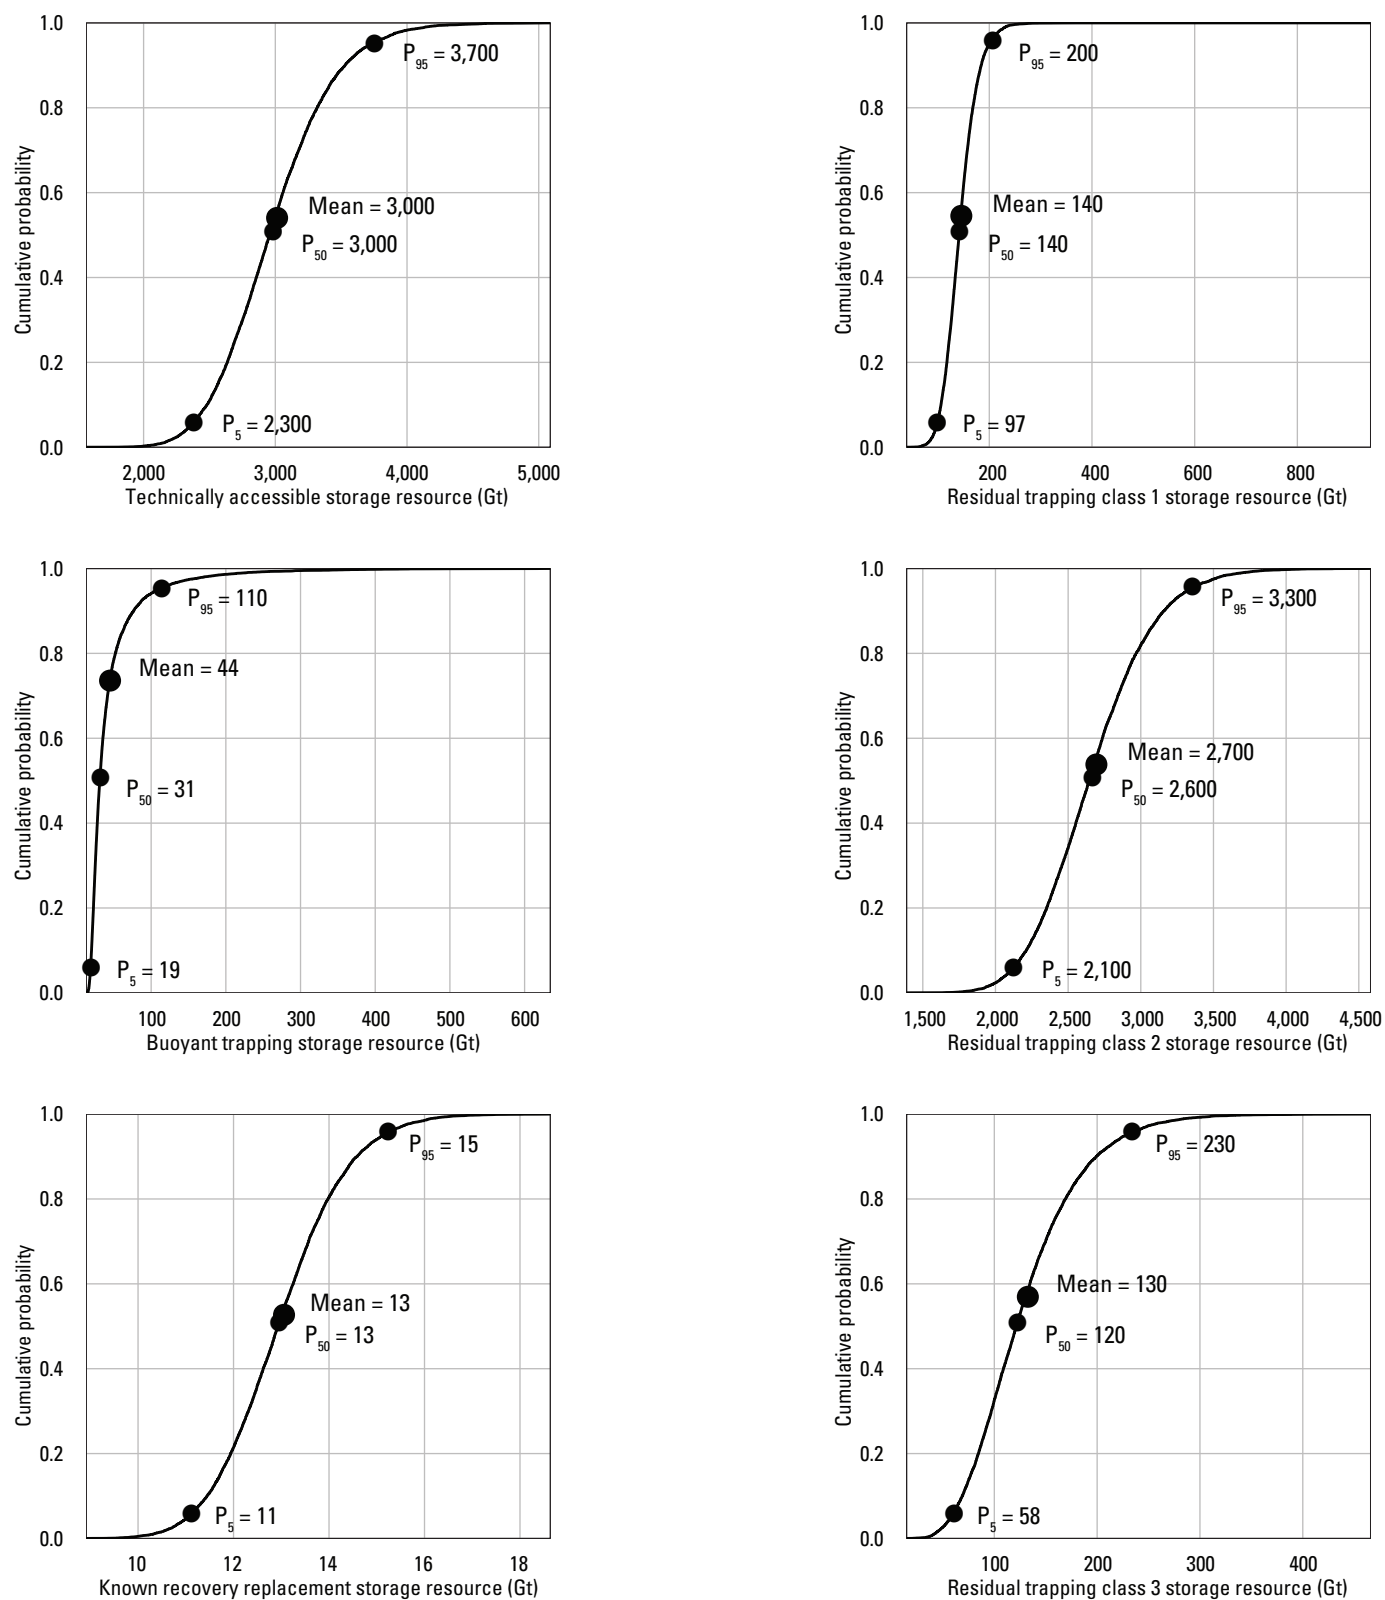 1.0
P95 = 3,700
0.8
0.6
Mean = 3,000
P50 = 3,000
0.4
0.2
P5 = 2,300
0.0
Cumulative probability
2,000 3,000 4,000 5,000
Technically accessible storage resource (Gt)
1.0
P95 = 200
0.8
0.6
Mean = 140
P50 = 140
0.4
0.2
P5 = 97
0.0
Cumulative probability
200 400 600 800
Residual trapping class 1 storage resource (Gt)
1.0
P95 = 110
0.8
Mean = 44
0.6
P50 = 31
0.4
0.2
P5 = 19
0.0
Cumulative probability
100 200 300 400 500 600
Buoyant trapping storage resource (Gt)
1.0
P95 = 3,300
0.8
0.6
Mean = 2,700
P50 = 2,600
0.4
0.2
P5 = 2,100
0.0
Cumulative probability
1,500 2,000 2,500 3,000 3,500 4,000 4,500
Residual trapping class 2 storage resource (Gt)
1.0
P95 = 15
0.8
0.6
Mean = 13
P50 = 13
0.4
0.2
P5 = 11
0.0
Cumulative probability
10 12 14 16 18
Known recovery replacement storage resource (Gt)
1.0
P95 = 230
0.8
0.6
Mean = 130
P50 = 120
0.4
0.2
P5 = 58
0.0
Cumulative probability
100 200 300 400
Residual trapping class 3 storage resource (Gt)